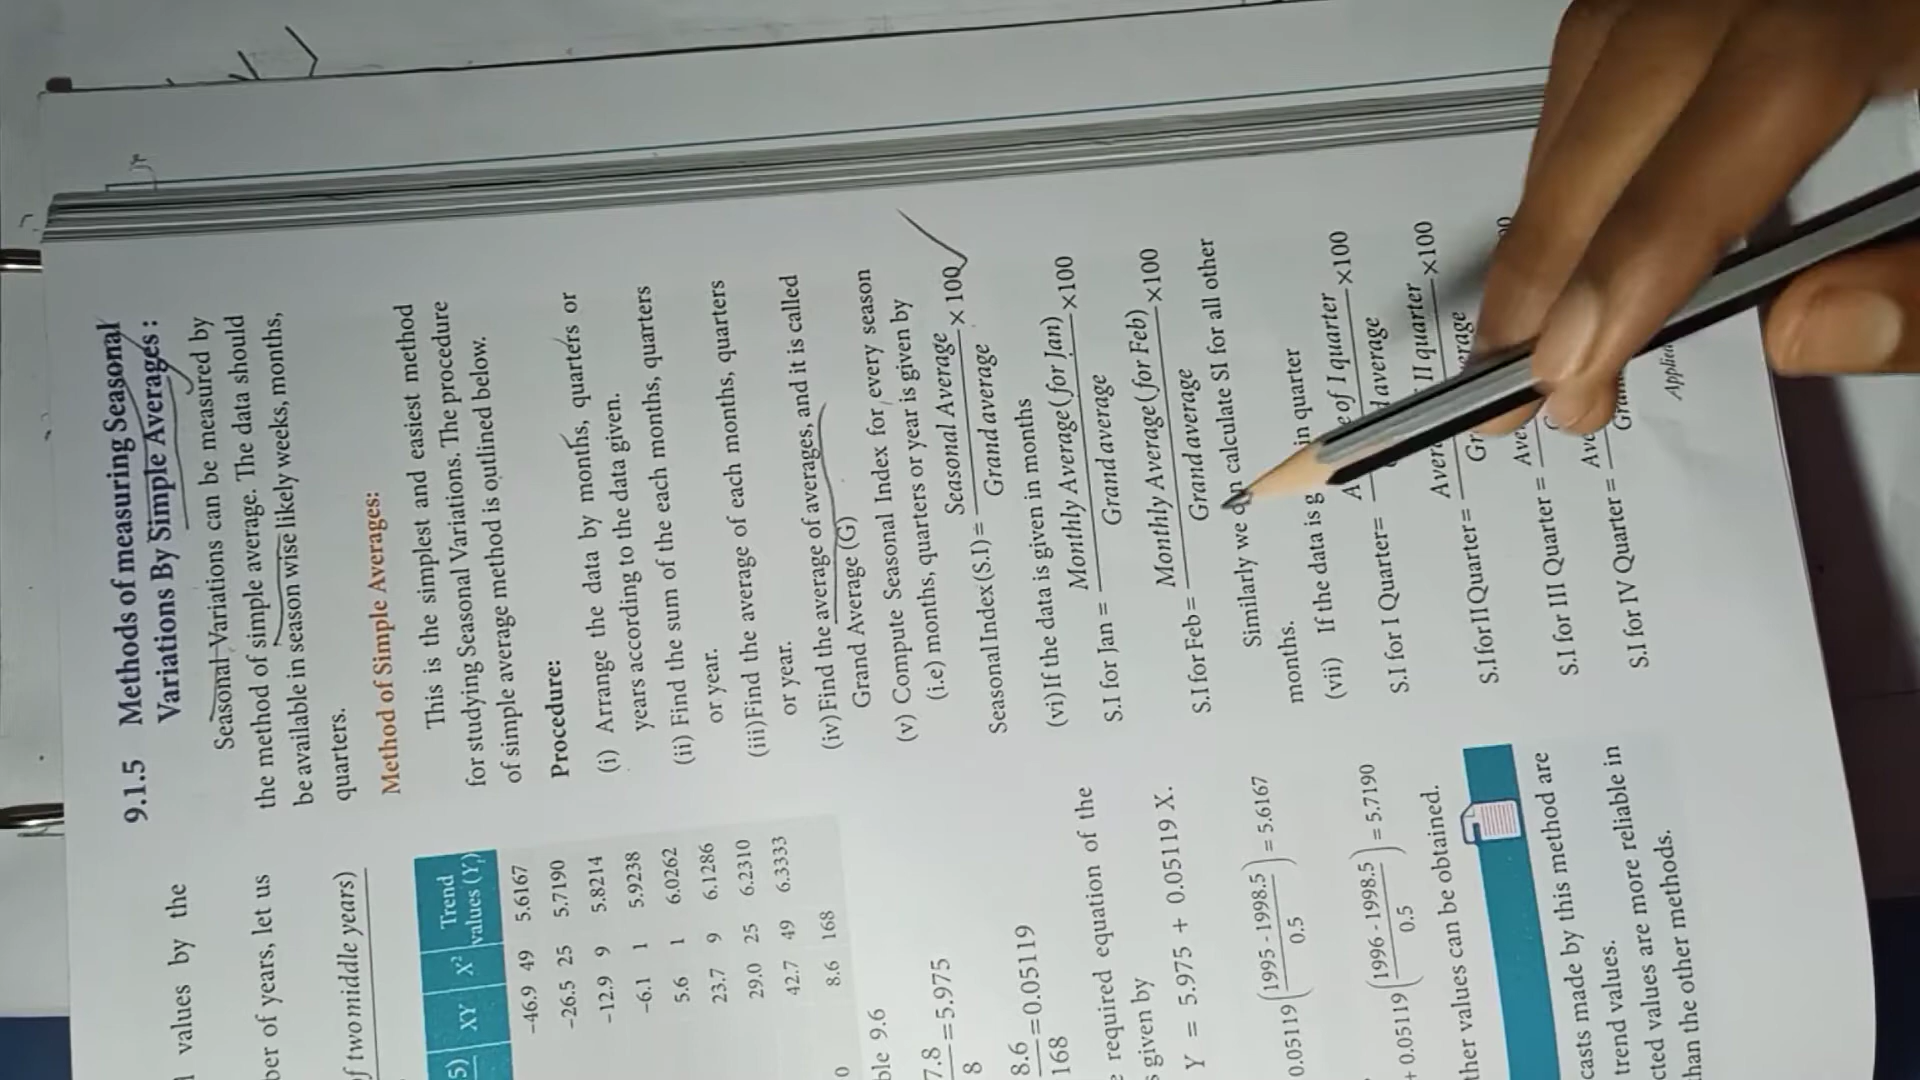 l values by the
ber of years, let us
f two middle years)
5)
XY X² Trend values (Yₜ)
-46.9 49 5.6167
-26.5 25 5.7190
-12.9 9 5.8214
-6.1 1 5.9238
5.6 1 6.0262
23.7 9 6.1286
29.0 25 6.2310
42.7 49 6.3333
0 8.6 168
ble 9.6
7.8/8 = 5.975
8.6/168 = 0.05119
e required equation of the
s given by
Y = 5.975 + 0.05119 X.
0.05119 ((1995 - 1998.5)/0.5) = 5.6167
+ 0.05119 ((1996 - 1998.5)/0.5) = 5.7190
ther values can be obtained.
casts made by this method are
trend values.
cted values are more reliable in
han the other methods.
9.1.5 Methods of measuring Seasonal
Variations By Simple Averages :
Seasonal Variations can be measured by
the method of simple average. The data should
be available in season wise likely weeks, months,
quarters.
Method of Simple Averages:
This is the simplest and easiest method
for studying Seasonal Variations. The procedure
of simple average method is outlined below.
Procedure:
(i) Arrange the data by months, quarters or
years according to the data given.
(ii) Find the sum of the each months, quarters
or year.
(iii) Find the average of each months, quarters
or year.
(iv) Find the average of averages, and it is called
Grand Average (G)
(v) Compute Seasonal Index for every season
(i.e) months, quarters or year is given by
Seasonal Index (S.I) = Seasonal Average/Grand average × 100
(vi) If the data is given in months
S.I for Jan = Monthly Average (for Jan)/Grand average ×100
S.I for Feb = Monthly Average (for Feb)/Grand average ×100
Similarly we calculate SI for all other
months.
(vii) If the data is in quarter
S.I for I Quarter = of I quarter/average ×100
S.I for II Quarter = II quarter ×100
S.I for III Quarter =
S.I for IV Quarter =